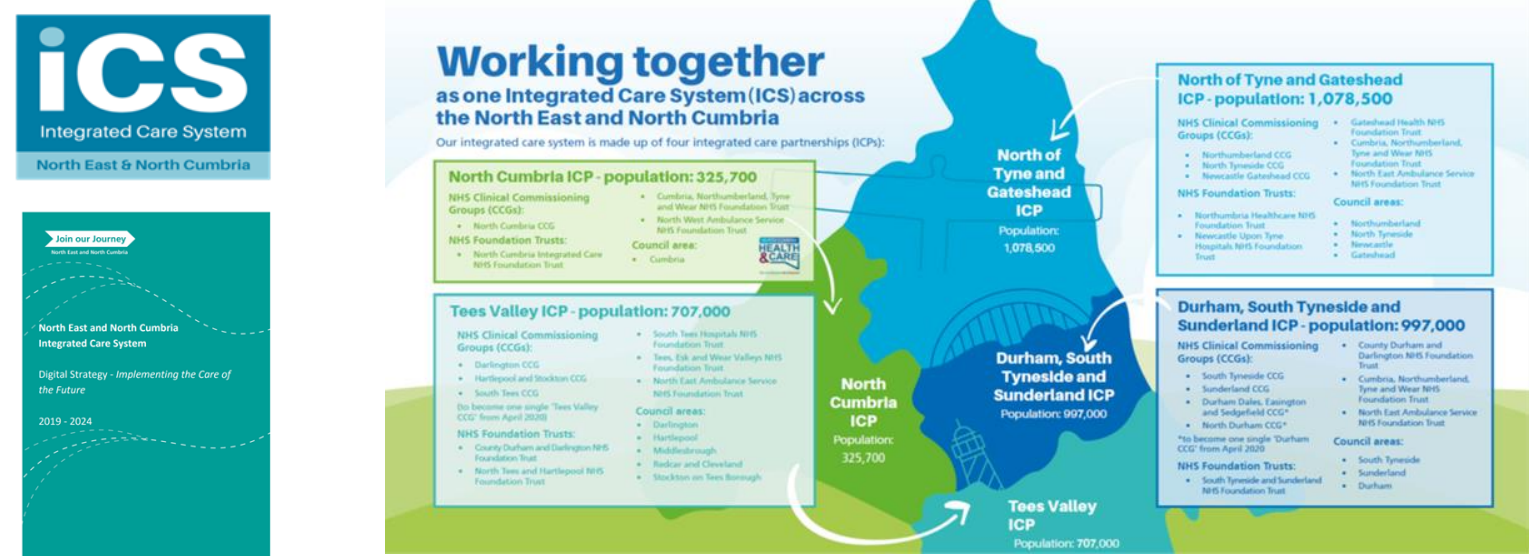 iCS
Integrated Care System
North East & North Cumbria
Join our Journey
North East and North Cumbria
North East and North Cumbria
Integrated Care System
Digital Strategy - Implementing the Care of
the Future
2019 - 2024
Working together
as one Integrated Care System (ICS) across
the North East and North Cumbria
Our integrated care system is made up of four integrated care partnerships (ICPs):
North Cumbria ICP - population: 325,700
NHS Clinical Commissioning
Groups (CCGs):
• North Cumbria CCG
NHS Foundation Trusts:
• North Cumbria Integrated Care
NHS Foundation Trust
• Cumbria, Northumberland, Tyne
and Wear NHS Foundation Trust
• North West Ambulance Service
NHS Foundation Trust
Council area:
• Cumbria
HEALTH
&CARE
Tees Valley ICP - population: 707,000
NHS Clinical Commissioning
Groups (CCGs):
• Darlington CCG
• Hartlepool and Stockton CCG
• South Tees CCG
(to become one single 'Tees Valley
CCG' from April 2020)
NHS Foundation Trusts:
• County Durham and Darlington NHS
Foundation Trust
• North Tees and Hartlepool NHS
Foundation Trust
• South Tees Hospitals NHS
Foundation Trust
• Tees, Esk and Wear Valleys NHS
Foundation Trust
• North East Ambulance Service
NHS Foundation Trust
Council areas:
• Darlington
• Hartlepool
• Middlesbrough
• Redcar and Cleveland
• Stockton on Tees Borough
North of
Tyne and
Gateshead
ICP
Population:
1,078,500
Durham, South
Tyneside and
Sunderland ICP
Population: 997,000
North
Cumbria
ICP
Population:
325,700
Tees Valley
ICP
Population: 707,000
North of Tyne and Gateshead
ICP - population: 1,078,500
NHS Clinical Commissioning
Groups (CCGs):
• Northumberland CCG
• North Tyneside CCG
• Newcastle Gateshead CCG
NHS Foundation Trusts:
• Northumbria Healthcare NHS
Foundation Trust
• Newcastle Upon Tyne
Hospitals NHS Foundation
Trust
• Gateshead Health NHS
Foundation Trust
• Cumbria, Northumberland,
Tyne and Wear NHS
Foundation Trust
• North East Ambulance Service
NHS Foundation Trust
Council areas:
• Northumberland
• North Tyneside
• Newcastle
• Gateshead
Durham, South Tyneside and
Sunderland ICP - population: 997,000
NHS Clinical Commissioning
Groups (CCGs):
• South Tyneside CCG
• Sunderland CCG
• Durham Dales, Easington
and Sedgefield CCG*
• North Durham CCG*
*to become one single 'Durham
CCG' from April 2020
NHS Foundation Trusts:
• South Tyneside and Sunderland
NHS Foundation Trust
• County Durham and
Darlington NHS Foundation
Trust
• Cumbria, Northumberland,
Tyne and Wear NHS
Foundation Trust
• North East Ambulance Service
NHS Foundation Trust
Council areas:
• South Tyneside
• Sunderland
• Durham